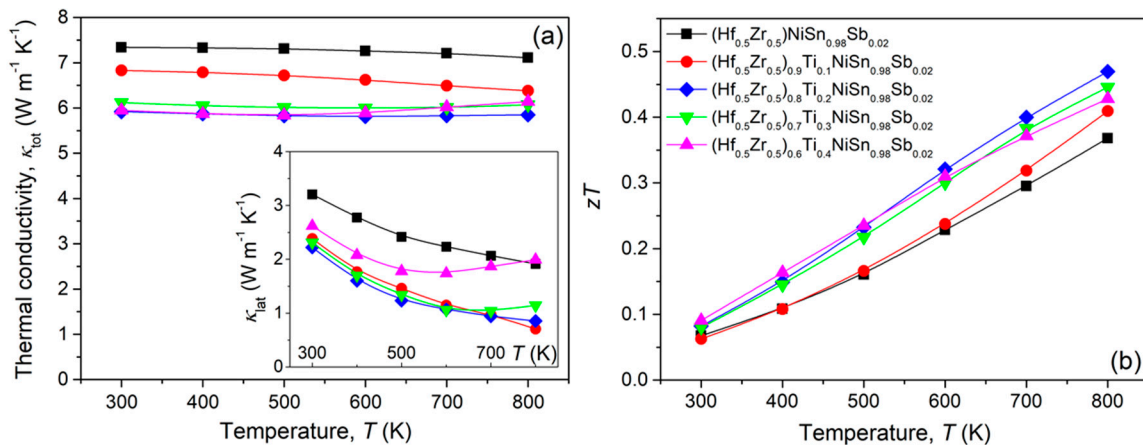 8
7
6
5
4
3
2
1
0
Thermal conductivity, κtot (W m⁻¹ K⁻¹)
(a)
4
3
2
1
0
κlat (W m⁻¹ K⁻¹)
300 500 700 T (K)
300 400 500 600 700 800
Temperature, T (K)
0.5
0.4
0.3
0.2
0.1
0.0
zT
(Hf0.5Zr0.5)NiSn0.98Sb0.02
(Hf0.5Zr0.5)0.9Ti0.1NiSn0.98Sb0.02
(Hf0.5Zr0.5)0.8Ti0.2NiSn0.98Sb0.02
(Hf0.5Zr0.5)0.7Ti0.3NiSn0.98Sb0.02
(Hf0.5Zr0.5)0.6Ti0.4NiSn0.98Sb0.02
(b)
300 400 500 600 700 800
Temperature, T (K)